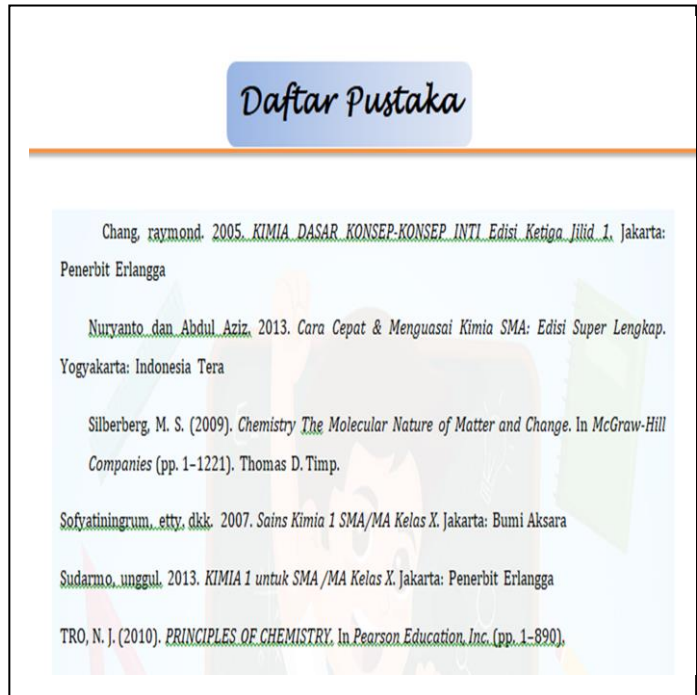 Daftar Pustaka
Chang, raymond. 2005. KIMIA DASAR KONSEP-KONSEP INTI Edisi Ketiga Jilid 1. Jakarta:
Penerbit Erlangga
Nuryanto dan Abdul Aziz. 2013. Cara Cepat & Menguasai Kimia SMA: Edisi Super Lengkap.
Yogyakarta: Indonesia Tera
Silberberg, M. S. (2009). Chemistry The Molecular Nature of Matter and Change. In McGraw-Hill
Companies (pp. 1–1221). Thomas D. Timp.
Sofyatiningrum, etty, dkk. 2007. Sains Kimia 1 SMA/MA Kelas X. Jakarta: Bumi Aksara
Sudarmo, unggul. 2013. KIMIA 1 untuk SMA /MA Kelas X. Jakarta: Penerbit Erlangga
TRO, N. J. (2010). PRINCIPLES OF CHEMISTRY. In Pearson Education, Inc. (pp. 1–890).